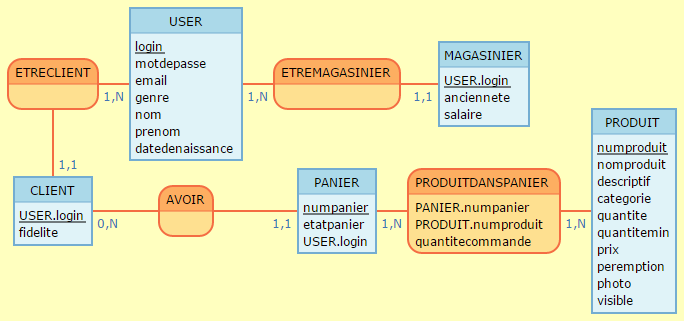 USER
login
motdepasse
email
genre
nom
prenom
datedenaissance
ETRECLIENT
1,N
1,N
ETREMAGASINIER
1,1
MAGASINIER
USER.login
anciennete
salaire
1,1
CLIENT
USER.login
fidelite
0,N
AVOIR
1,1
PANIER
numpanier
etatpanier
USER.login
1,N
PRODUITDANSPANIER
PANIER.numpanier
PRODUIT.numproduit
quantitecommande
1,N
PRODUIT
numproduit
nomproduit
descriptif
categorie
quantite
quantitemin
prix
peremption
photo
visible